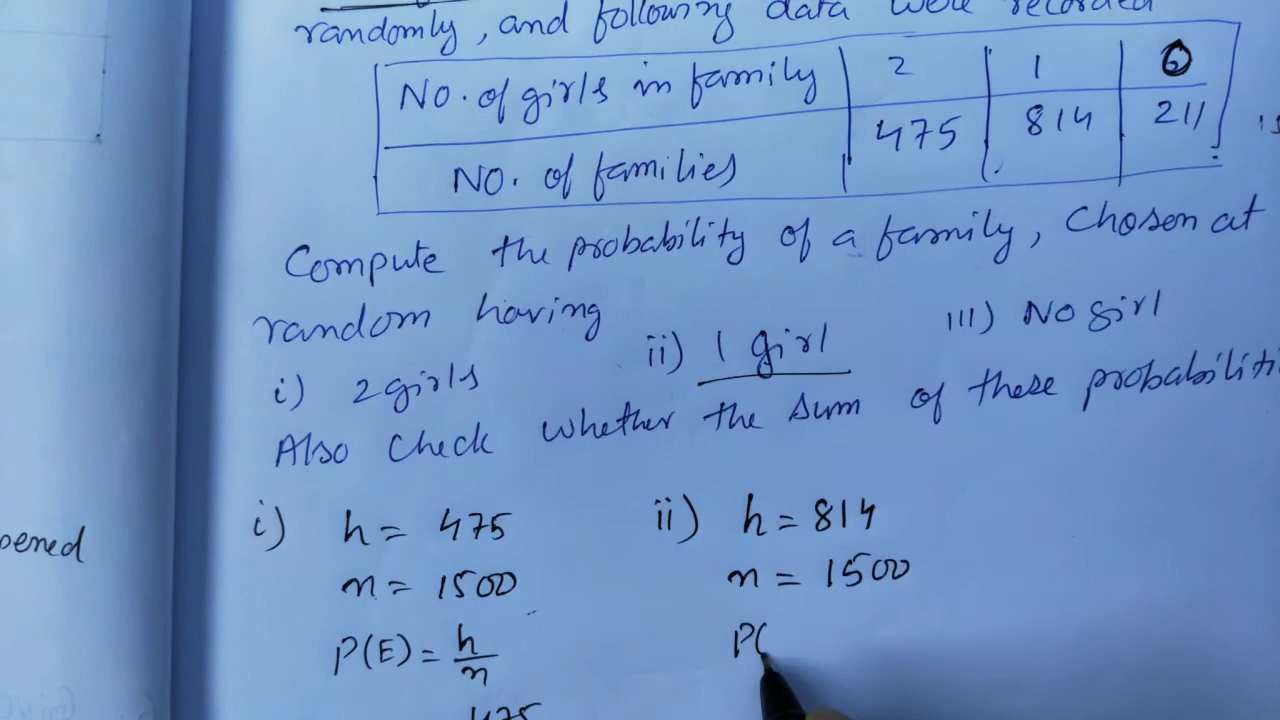 randomly, and following data were recorded
No. of girls in family 2 1 0
No. of families 475 814 211
Compute the probability of a family, chosen at
random having
i) 2 girls ii) 1 girl iii) No girl
Also check whether the sum of these probabiliti
pened
i) h = 475 ii) h = 814
n = 1500 n = 1500
P(E) = h/n P(
475